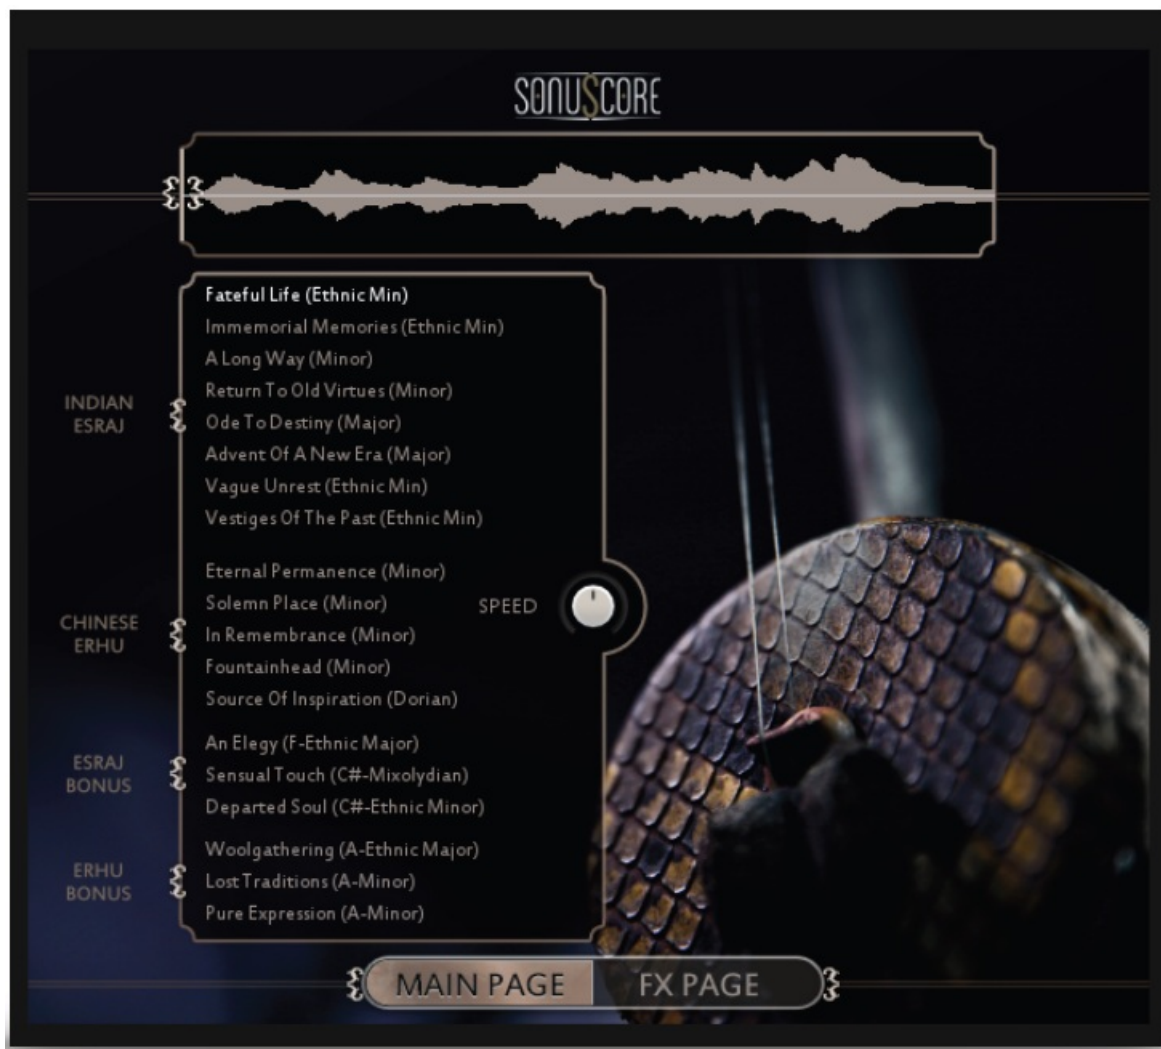 SONUSCORE
INDIAN
ESRAJ
Fateful Life (Ethnic Min)
Immemorial Memories (Ethnic Min)
A Long Way (Minor)
Return To Old Virtues (Minor)
Ode To Destiny (Major)
Advent Of A New Era (Major)
Vague Unrest (Ethnic Min)
Vestiges Of The Past (Ethnic Min)
CHINESE
ERHU
Eternal Permanence (Minor)
Solemn Place (Minor)
In Remembrance (Minor)
Fountainhead (Minor)
Source Of Inspiration (Dorian)
SPEED
ESRAJ
BONUS
An Elegy (F-Ethnic Major)
Sensual Touch (C#-Mixolydian)
Departed Soul (C#-Ethnic Minor)
ERHU
BONUS
Woolgathering (A-Ethnic Major)
Lost Traditions (A-Minor)
Pure Expression (A-Minor)
MAIN PAGE
FX PAGE